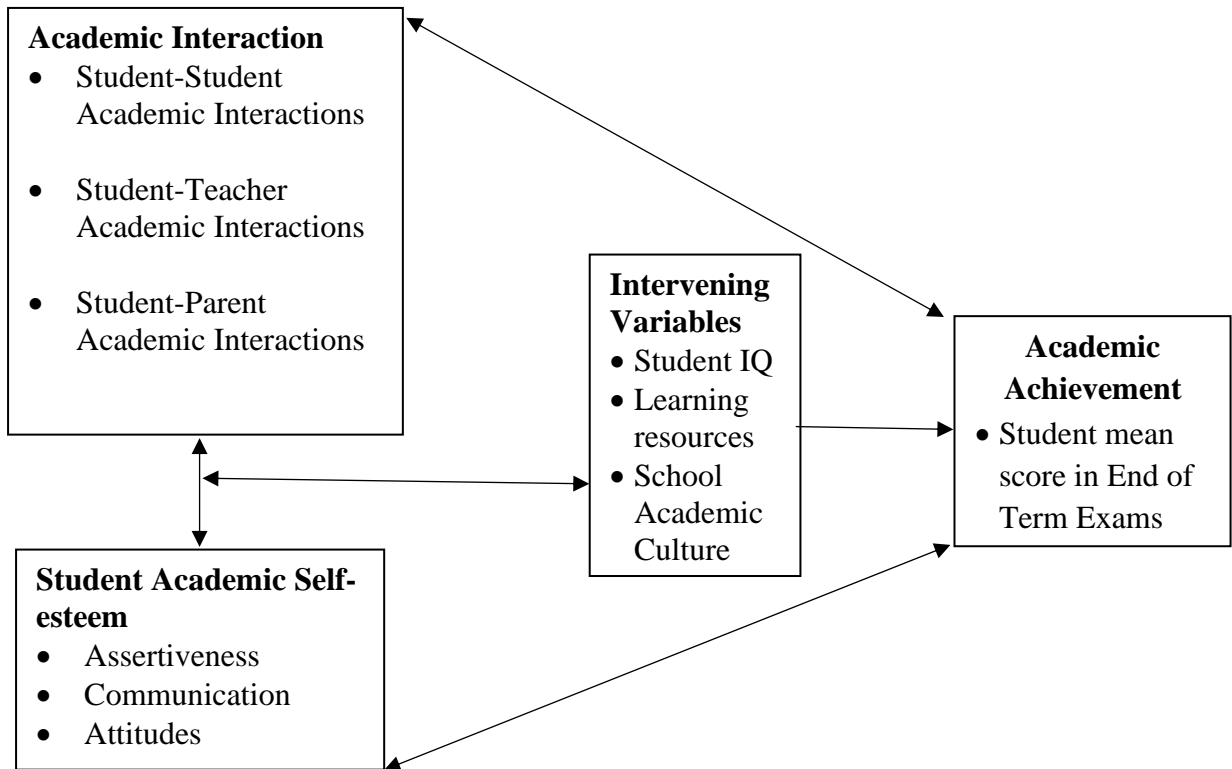 Academic Interaction
• Student-Student
Academic Interactions
• Student-Teacher
Academic Interactions
• Student-Parent
Academic Interactions
Student Academic Self-
esteem
• Assertiveness
• Communication
• Attitudes
Intervening
Variables
• Student IQ
• Learning
resources
• School
Academic
Culture
Academic
Achievement
• Student mean
score in End of
Term Exams